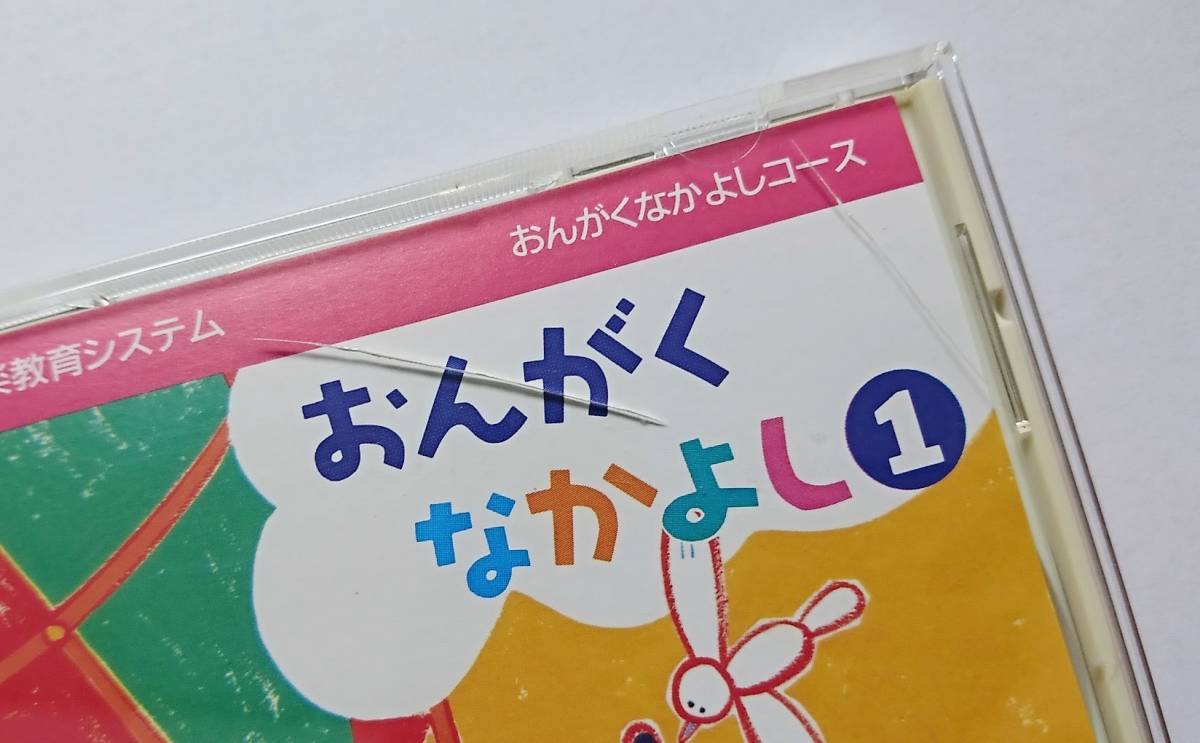 教育システム
おんがくなかよしコース
おんがく
なかよし1